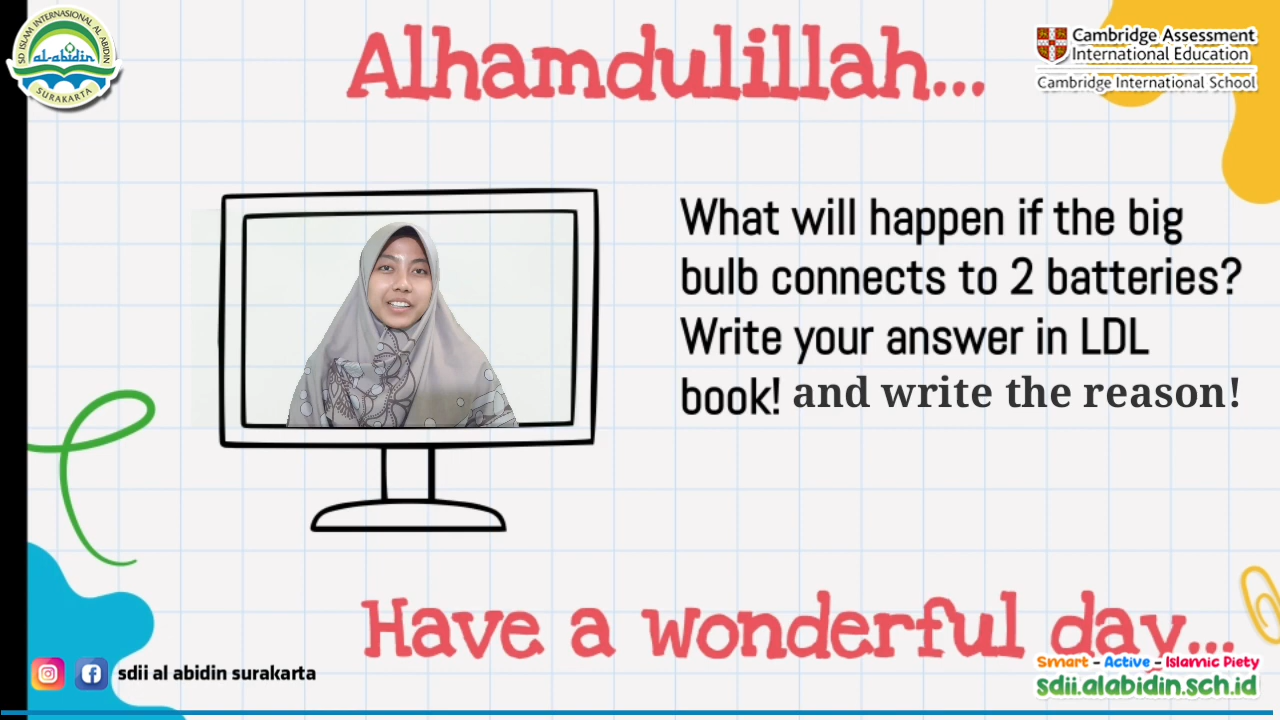 SD ISLAM INTERNASIONAL AL ABIDIN
al-abidin
SURAKARTA
Alhamdulillah...
Cambridge Assessment
International Education
Cambridge International School
What will happen if the big
bulb connects to 2 batteries?
Write your answer in LDL
book! and write the reason!
Have a wonderful day...
sdii al abidin surakarta
Smart - Active - Islamic Piety
sdii.alabidin.sch.id